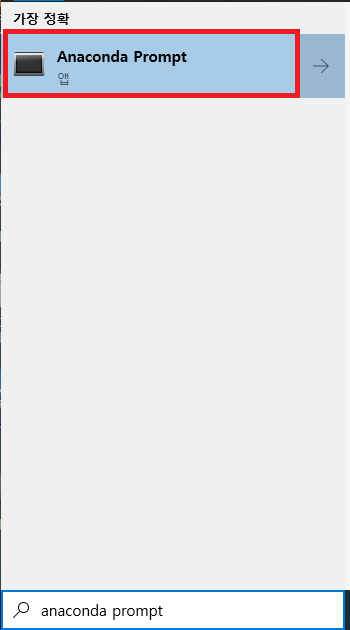 가장 정확
Anaconda Prompt
앱
anaconda prompt